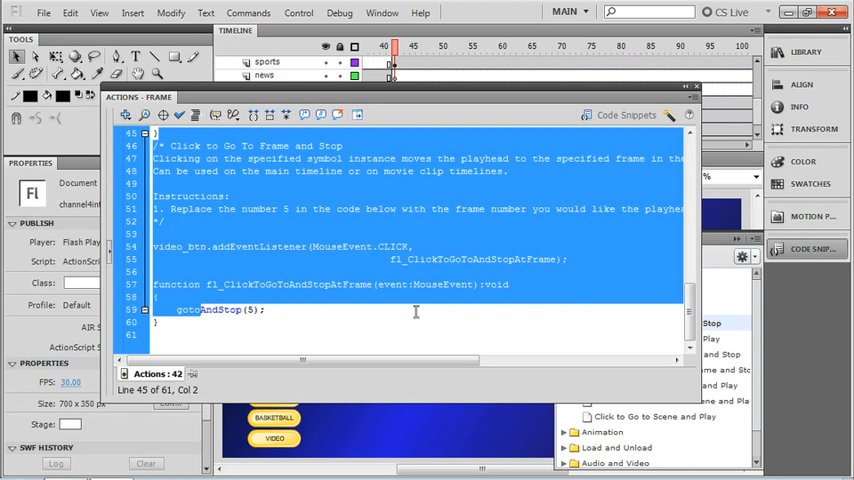 Fl File Edit View Insert Modify Text Commands Control Debug Window Help MAIN CS Live
TOOLS
TIMELINE
40 45 50 55 60 65 70 75 80 85 90 95 100
sports
news
ACTIONS - FRAME
Code Snippets
45 }
46 /* Click to Go To Frame and Stop
47 Clicking on the specified symbol instance moves the playhead to the specified frame in the
48 Can be used on the main timeline or on movie clip timelines.
49
50 Instructions:
51 1. Replace the number 5 in the code below with the frame number you would like the playhea
52 */
53
54 video_btn.addEventListener(MouseEvent.CLICK,
55 fl_ClickToGoToAndStopAtFrame);
56
57 function fl_ClickToGoToAndStopAtFrame(event:MouseEvent):void
58 {
59 gotoAndStop(5);
60 }
61
Actions : 42
Line 45 of 61, Col 2
PROPERTIES
Fl Document
channel4in
PUBLISH
Player: Flash Play
Script: ActionScri
Class:
Profile: Default
AIR S
PROPERTIES
FPS: 30.00
Size: 700 x 350 px
Stage:
SWF HISTORY
Log Clear
BASKETBALL
VIDEO
LIBRARY
ALIGN
INFO
TRANSFORM
COLOR
SWATCHES
MOTION P...
CODE SNIP...
%
Stop
lay
and Stop
ame and
and Play
cene and Play
Click to Go to Scene and Play
Animation
Load and Unload
Audio and Video